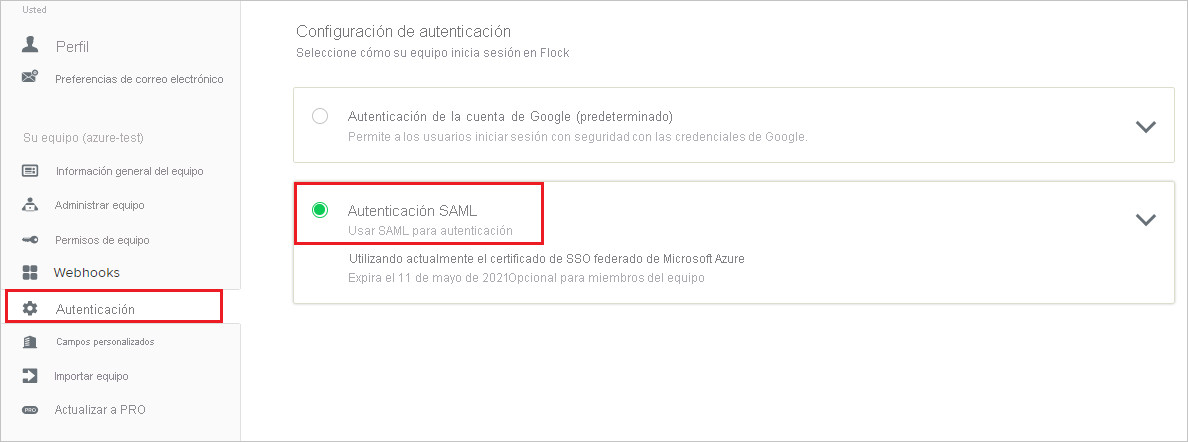 Usted
Perfil
Preferencias de correo electrónico
Su equipo (azure-test)
Información general del equipo
Administrar equipo
Permisos de equipo
Webhooks
Autenticación
Campos personalizados
Importar equipo
PRO Actualizar a PRO
Configuración de autenticación
Seleccione cómo su equipo inicia sesión en Flock
Autenticación de la cuenta de Google (predeterminado)
Permite a los usuarios iniciar sesión con seguridad con las credenciales de Google.
Autenticación SAML
Usar SAML para autenticación
Utilizando actualmente el certificado de SSO federado de Microsoft Azure
Expira el 11 de mayo de 2021Opcional para miembros del equipo